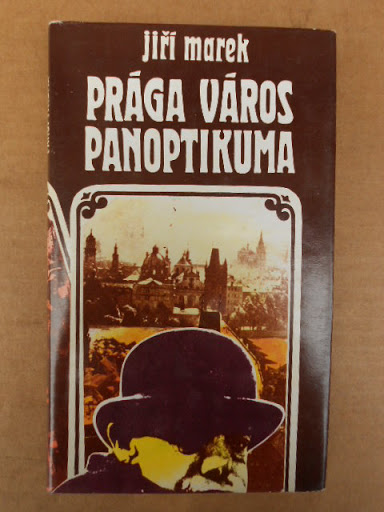 jiří marek
PRÁGA VÁROS
PANOPTIKUMA